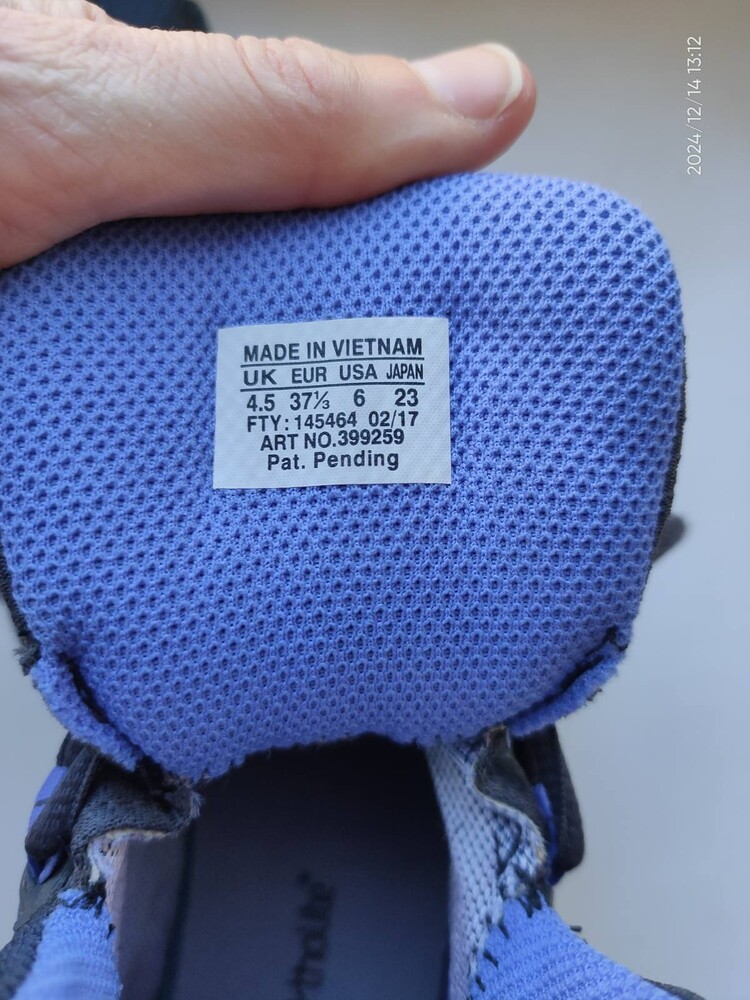 2024/12/14 13:12
MADE IN VIETNAM
UK EUR USA JAPAN
4.5 37⅓ 6 23
FTY: 145464 02/17
ART NO.399259
Pat. Pending